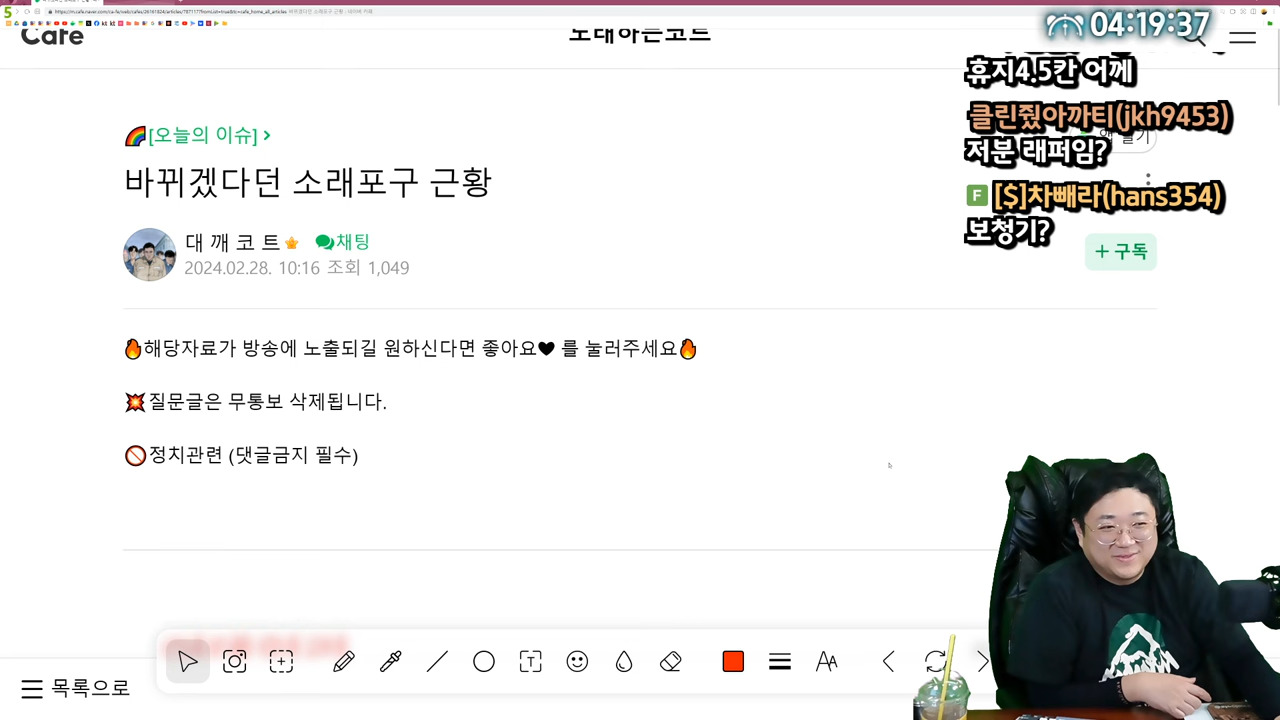 Cafe
노래하는코트
04:19:37
휴지4.5칸 어께
클린줬아까티(jkh9453)
저분 래퍼임?
F [$]차빼라(hans354)
보청기?
[오늘의 이슈] >
바뀌겠다던 소래포구 근황
대 깨 코 트 채팅
2024.02.28. 10:16 조회 1,049
+ 구독
해당자료가 방송에 노출되길 원하신다면 좋아요🖤 를 눌러주세요
질문글은 무통보 삭제됩니다.
정치관련 (댓글금지 필수)
목록으로